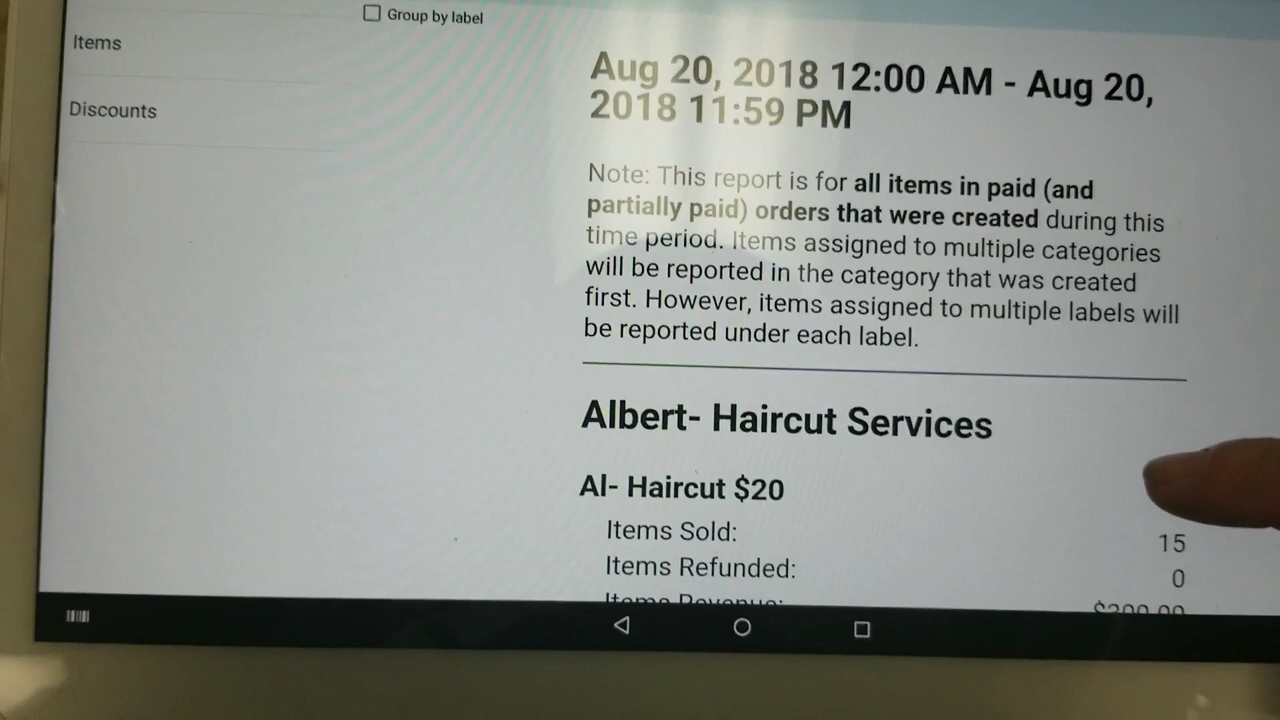 Group by label
Items
Discounts
Aug 20, 2018 12:00 AM - Aug 20,
2018 11:59 PM
Note: This report is for all items in paid (and
partially paid) orders that were created during this
time period. Items assigned to multiple categories
will be reported in the category that was created
first. However, items assigned to multiple labels will
be reported under each label.
Albert- Haircut Services
Al- Haircut $20
Items Sold: 15
Items Refunded: 0